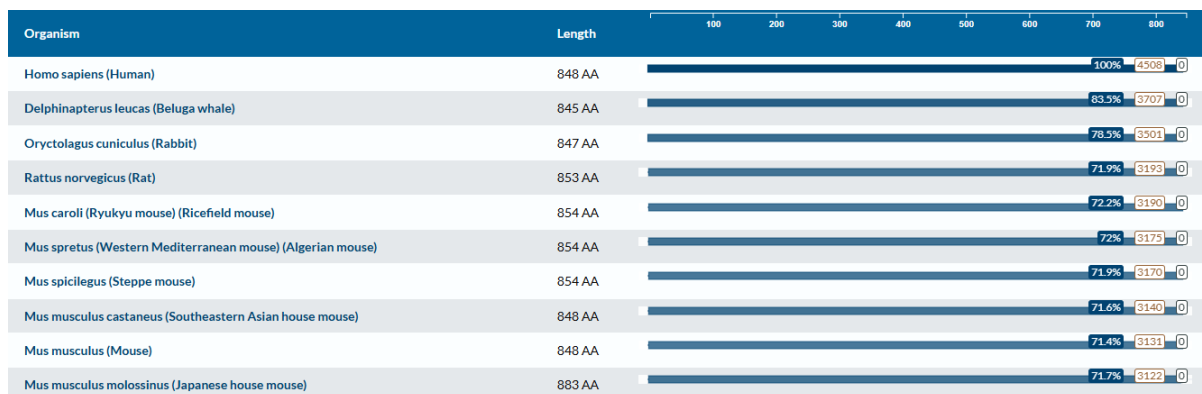 Organism Length 100 200 300 400 500 600 700 800
Homo sapiens (Human) 848 AA 100% 4508 0
Delphinapterus leucas (Beluga whale) 845 AA 83.5% 3707 0
Oryctolagus cuniculus (Rabbit) 847 AA 78.5% 3501 0
Rattus norvegicus (Rat) 853 AA 71.9% 3193 0
Mus caroli (Ryukyu mouse) (Ricefield mouse) 854 AA 72.2% 3190 0
Mus spretus (Western Mediterranean mouse) (Algerian mouse) 854 AA 72% 3175 0
Mus spicilegus (Steppe mouse) 854 AA 71.9% 3170 0
Mus musculus castaneus (Southeastern Asian house mouse) 848 AA 71.6% 3140 0
Mus musculus (Mouse) 848 AA 71.4% 3131 0
Mus musculus molossinus (Japanese house mouse) 883 AA 71.7% 3122 0